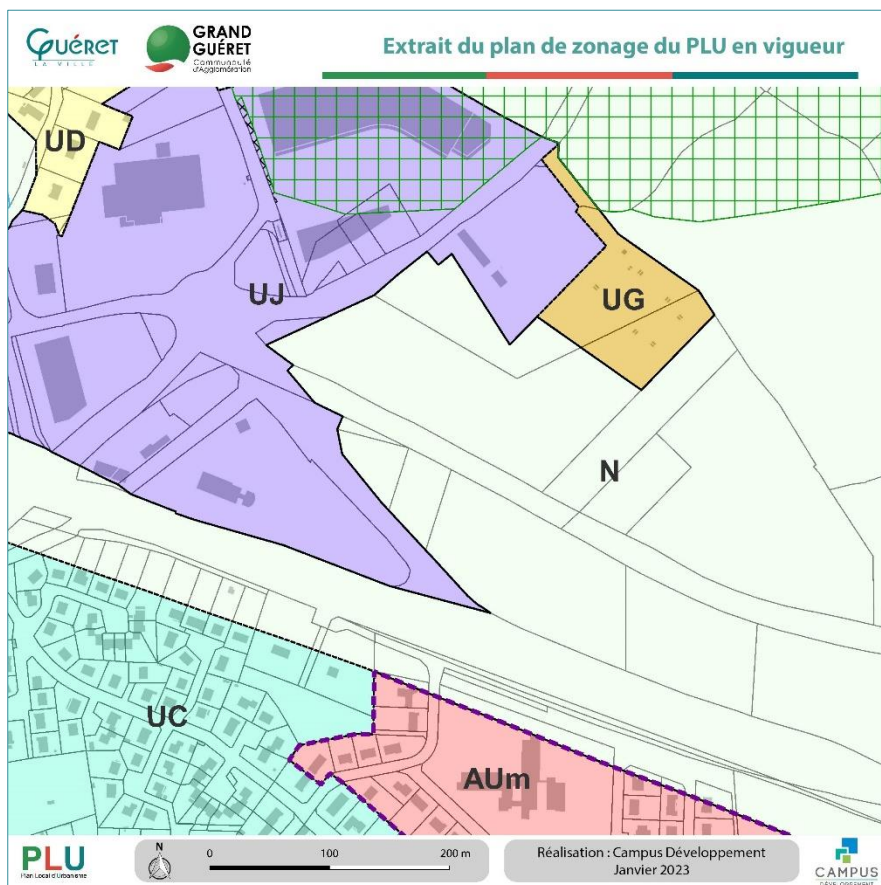 Guéret
LA VILLE
GRAND
GUÉRET
Communauté
d'Agglomération
Extrait du plan de zonage du PLU en vigueur
UD
UJ
UG
N
UC
AUm
PLU
Plan Local d'Urbanisme
N
0 100 200 m
Réalisation : Campus Développement
Janvier 2023
CAMPUS
DÉVELOPPEMENT